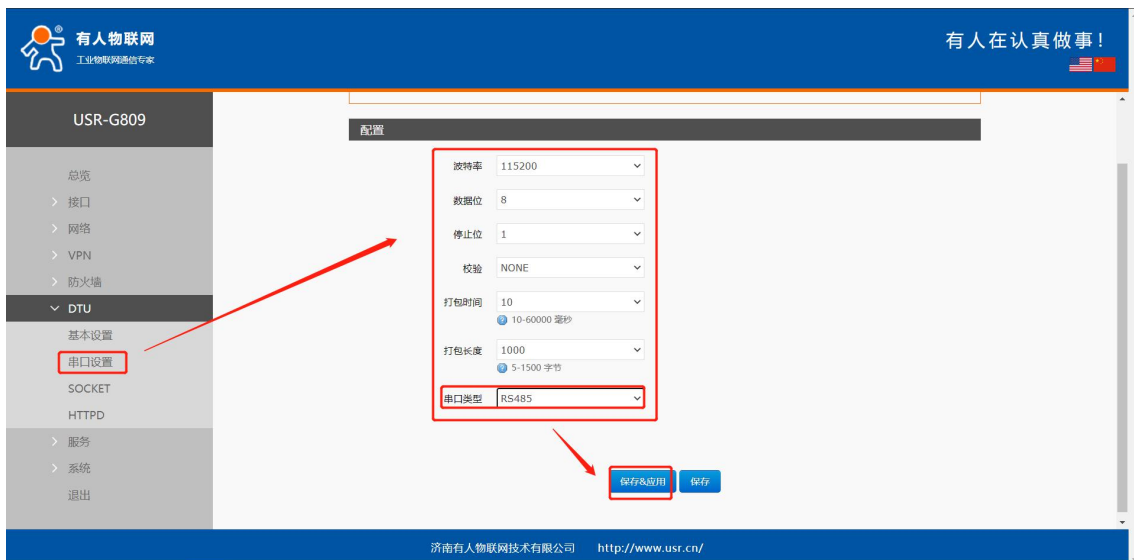 有人物联网
工业物联网通信专家
有人在认真做事!
USR-G809
总览
接口
网络
VPN
防火墙
DTU
基本设置
串口设置
SOCKET
HTTPD
服务
系统
退出
配置
波特率 115200
数据位 8
停止位 1
校验 NONE
打包时间 10
10-60000 毫秒
打包长度 1000
5-1500 字节
串口类型 RS485
保存&应用 保存
济南有人物联网技术有限公司 http://www.usr.cn/